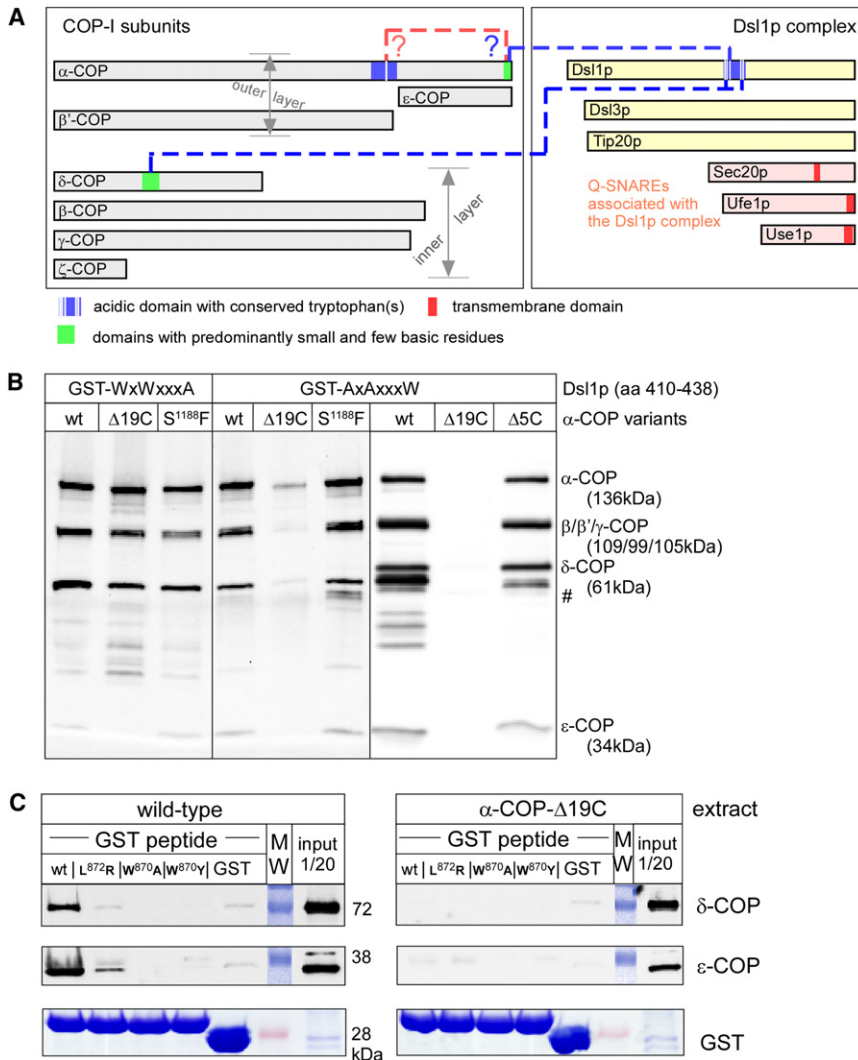 A
COP-I subunits
Dsl1p complex
? ?
α-COP
outer layer
ε-COP
β'-COP
δ-COP
β-COP
γ-COP
ζ-COP
inner layer
Dsl1p
Dsl3p
Tip20p
Sec20p
Q-SNAREs
associated with
the Dsl1p complex
Ufe1p
Use1p
acidic domain with conserved tryptophan(s)
transmembrane domain
domains with predominantly small and few basic residues
B
GST-WxWxxxA GST-AxAxxxW Dsl1p (aa 410-438)
wt Δ19C S¹¹⁸⁸F wt Δ19C S¹¹⁸⁸F wt Δ19C Δ5C α-COP variants
α-COP
(136kDa)
β/β'/γ-COP
(109/99/105kDa)
δ-COP
(61kDa)
#
ε-COP
(34kDa)
C
wild-type α-COP-Δ19C extract
GST peptide MW input 1/20
wt | L⁸⁷²R | W⁸⁷⁰A | W⁸⁷⁰Y | GST
GST peptide MW input 1/20
wt | L⁸⁷²R | W⁸⁷⁰A | W⁸⁷⁰Y | GST
72 δ-COP
38 ε-COP
28 GST
kDa